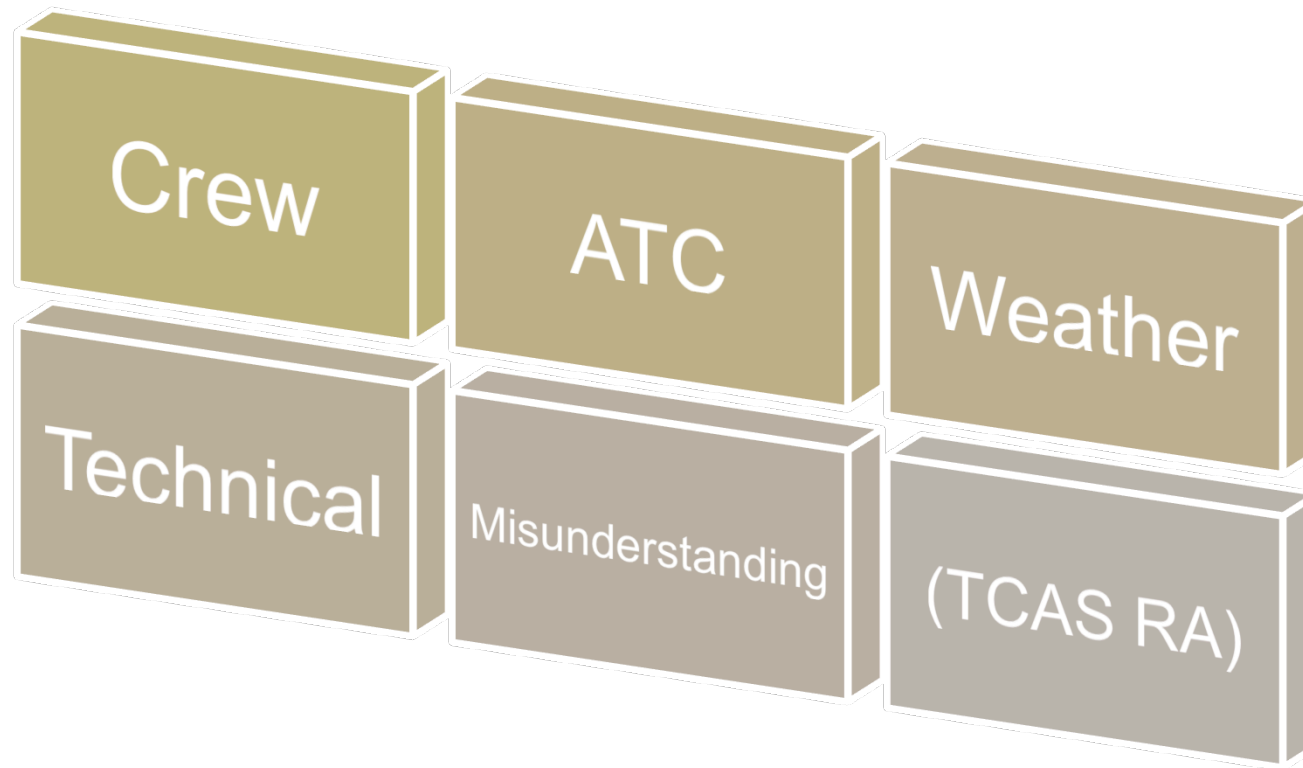 Crew
ATC
Weather
Technical
Misunderstanding
(TCAS RA)